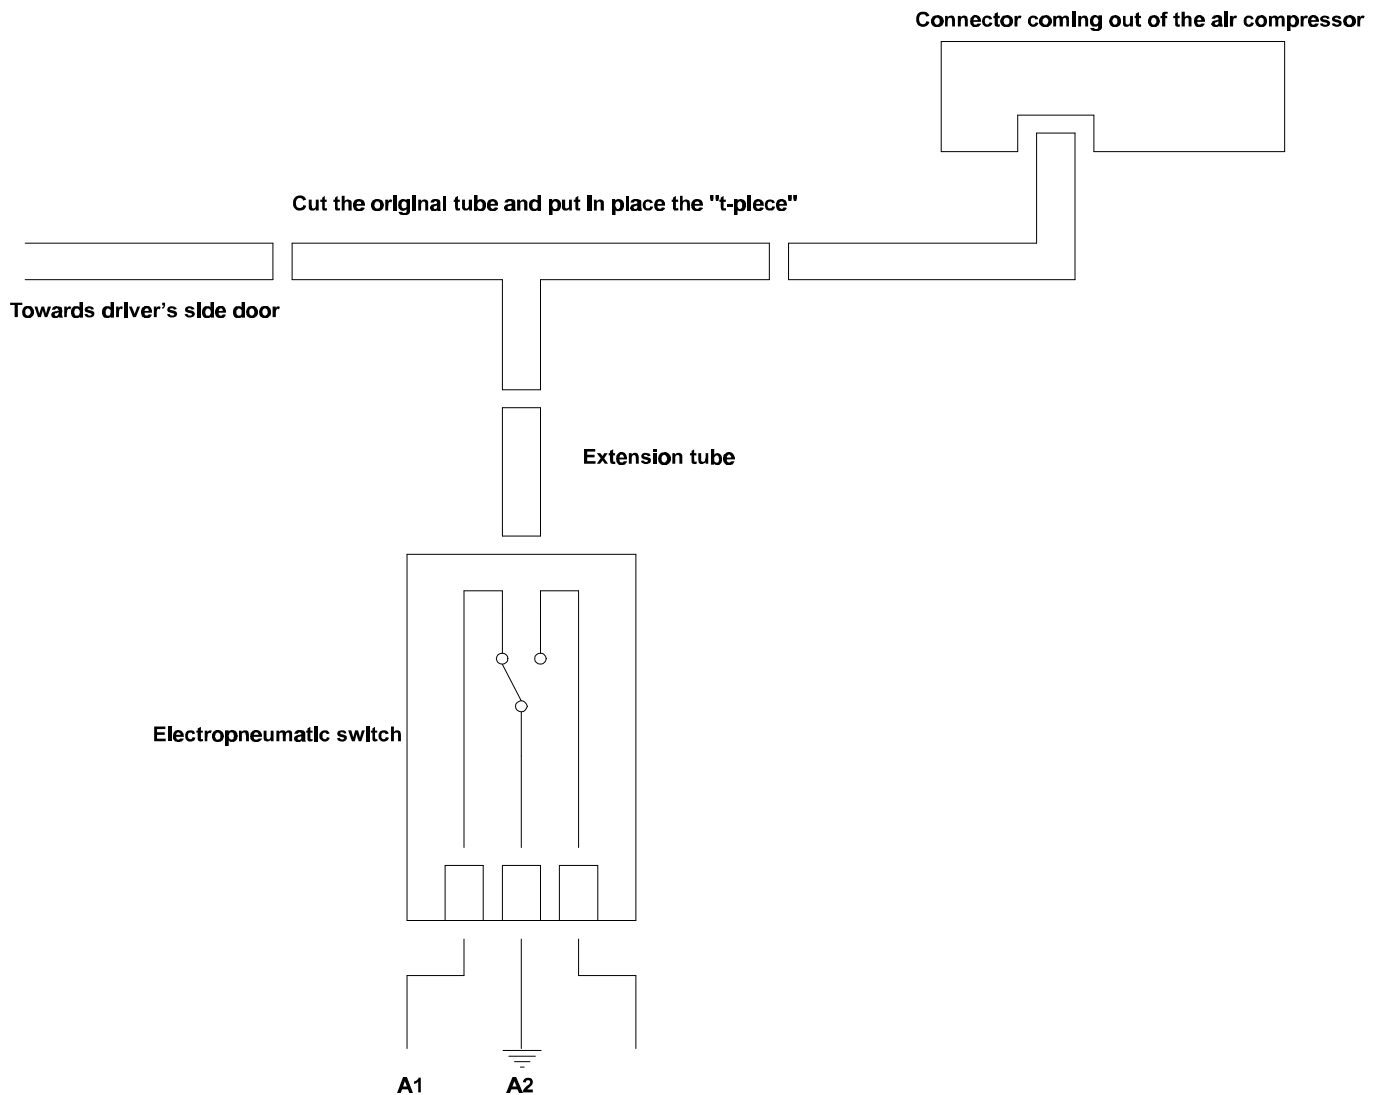 Connector coming out of the air compressor
Cut the original tube and put in place the "t-piece"
Towards driver's side door
Extension tube
Electropneumatic switch
A1 A2